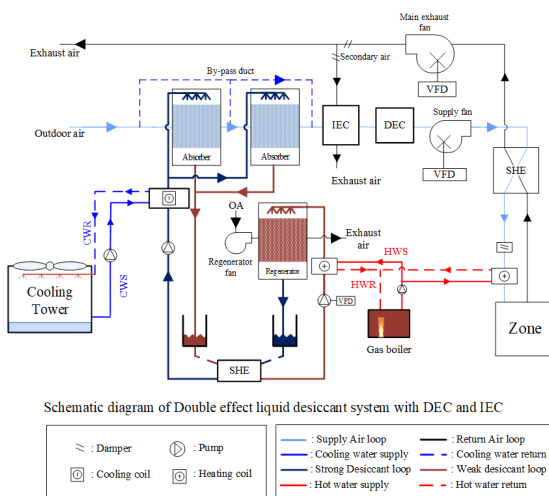 Main exhaust
fan
Exhaust air
Secondary air
By-pass duct
VFD
Supply fan
Outdoor air
IEC
DEC
Absorber
Absorber
VFD
SHE
Exhaust air
OA
CWR
Exhaust
air
HWS
Regenerator
fan
Regenerator
CWS
HWR
Cooling
Tower
VFD
Gas boiler
Zone
SHE
Schematic diagram of Double effect liquid desiccant system with DEC and IEC
: Damper
: Pump
: Cooling coil
: Heating coil
: Supply Air loop
: Return Air loop
: Cooling water supply
: Cooling water return
: Strong Desiccant loop
: Weak desiccant loop
: Hot water supply
: Hot water return